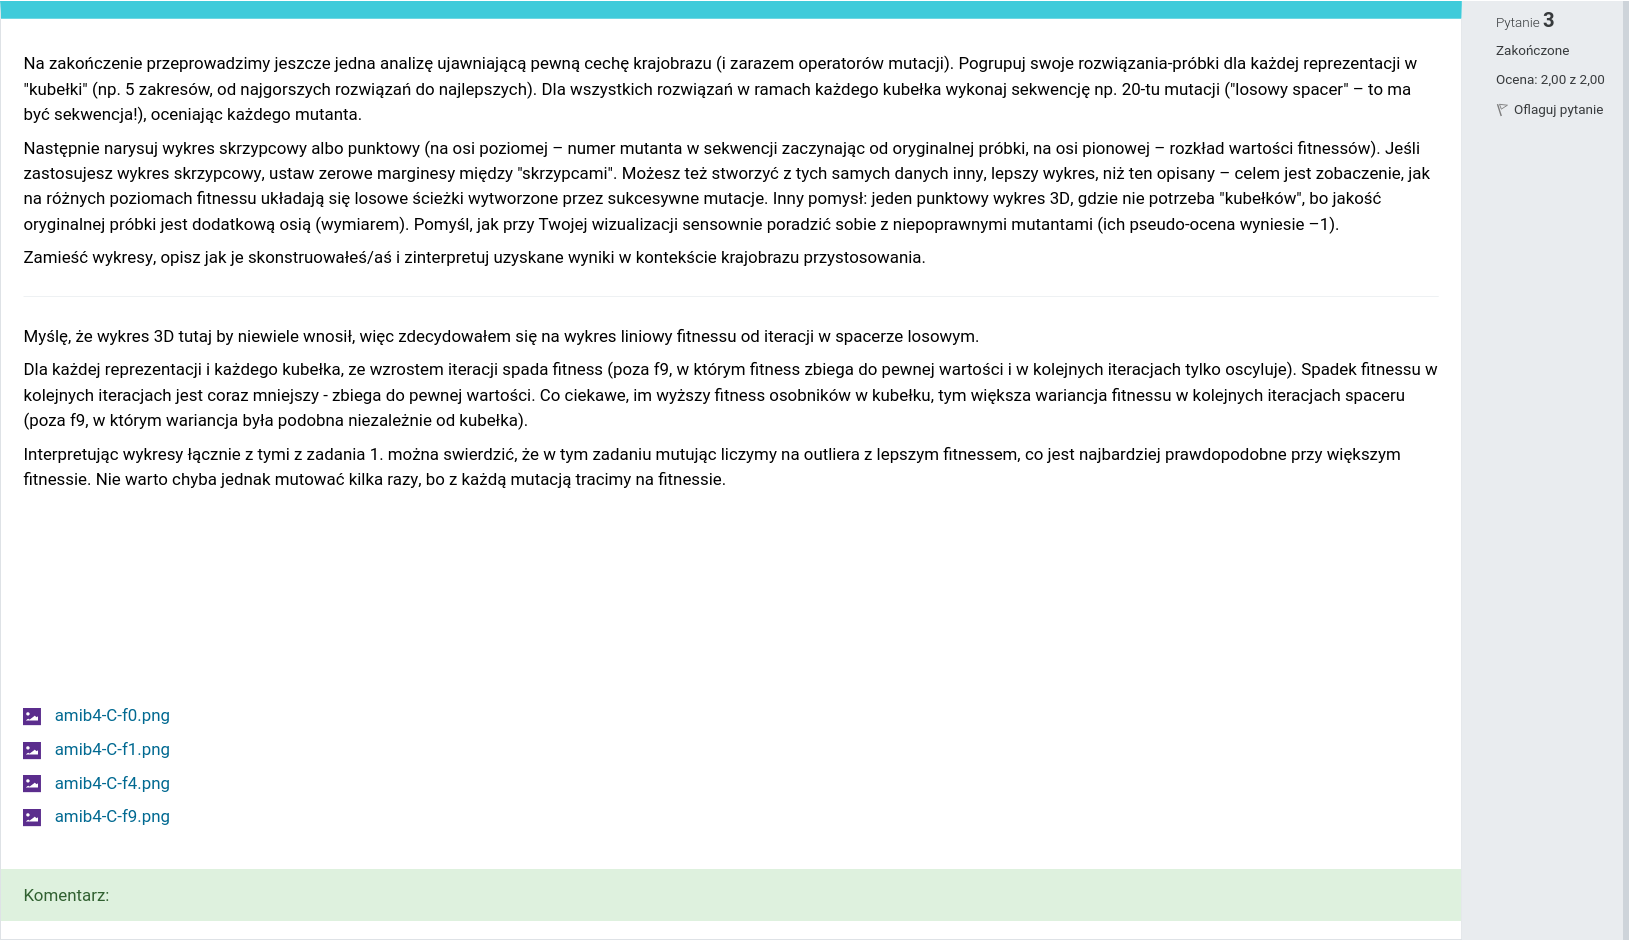 Na zakończenie przeprowadzimy jeszcze jedna analizę ujawniającą pewną cechę krajobrazu (i zarazem operatorów mutacji). Pogrupuj swoje rozwiązania-próbki dla każdej reprezentacji w
"kubełki" (np. 5 zakresów, od najgorszych rozwiązań do najlepszych). Dla wszystkich rozwiązań w ramach każdego kubełka wykonaj sekwencję np. 20-tu mutacji ("losowy spacer" – to ma
być sekwencja!), oceniając każdego mutanta.
Następnie narysuj wykres skrzypcowy albo punktowy (na osi poziomej – numer mutanta w sekwencji zaczynając od oryginalnej próbki, na osi pionowej – rozkład wartości fitnessów). Jeśli
zastosujesz wykres skrzypcowy, ustaw zerowe marginesy między "skrzypcami". Możesz też stworzyć z tych samych danych inny, lepszy wykres, niż ten opisany – celem jest zobaczenie, jak
na różnych poziomach fitnessu układają się losowe ścieżki wytworzone przez sukcesywne mutacje. Inny pomysł: jeden punktowy wykres 3D, gdzie nie potrzeba "kubełków", bo jakość
oryginalnej próbki jest dodatkową osią (wymiarem). Pomyśl, jak przy Twojej wizualizacji sensownie poradzić sobie z niepoprawnymi mutantami (ich pseudo-ocena wyniesie –1).
Zamieść wykresy, opisz jak je skonstruowałeś/aś i zinterpretuj uzyskane wyniki w kontekście krajobrazu przystosowania.
Myślę, że wykres 3D tutaj by niewiele wnosił, więc zdecydowałem się na wykres liniowy fitnessu od iteracji w spacerze losowym.
Dla każdej reprezentacji i każdego kubełka, ze wzrostem iteracji spada fitness (poza f9, w którym fitness zbiega do pewnej wartości i w kolejnych iteracjach tylko oscyluje). Spadek fitnessu w
kolejnych iteracjach jest coraz mniejszy - zbiega do pewnej wartości. Co ciekawe, im wyższy fitness osobników w kubełku, tym większa wariancja fitnessu w kolejnych iteracjach spaceru
(poza f9, w którym wariancja była podobna niezależnie od kubełka).
Interpretując wykresy łącznie z tymi z zadania 1. można swierdzić, że w tym zadaniu mutując liczymy na outliera z lepszym fitnessem, co jest najbardziej prawdopodobne przy większym
fitnessie. Nie warto chyba jednak mutować kilka razy, bo z każdą mutacją tracimy na fitnessie.
amib4-C-f0.png
amib4-C-f1.png
amib4-C-f4.png
amib4-C-f9.png
Komentarz:
Pytanie 3
Zakończone
Ocena: 2,00 z 2,00
Oflaguj pytanie